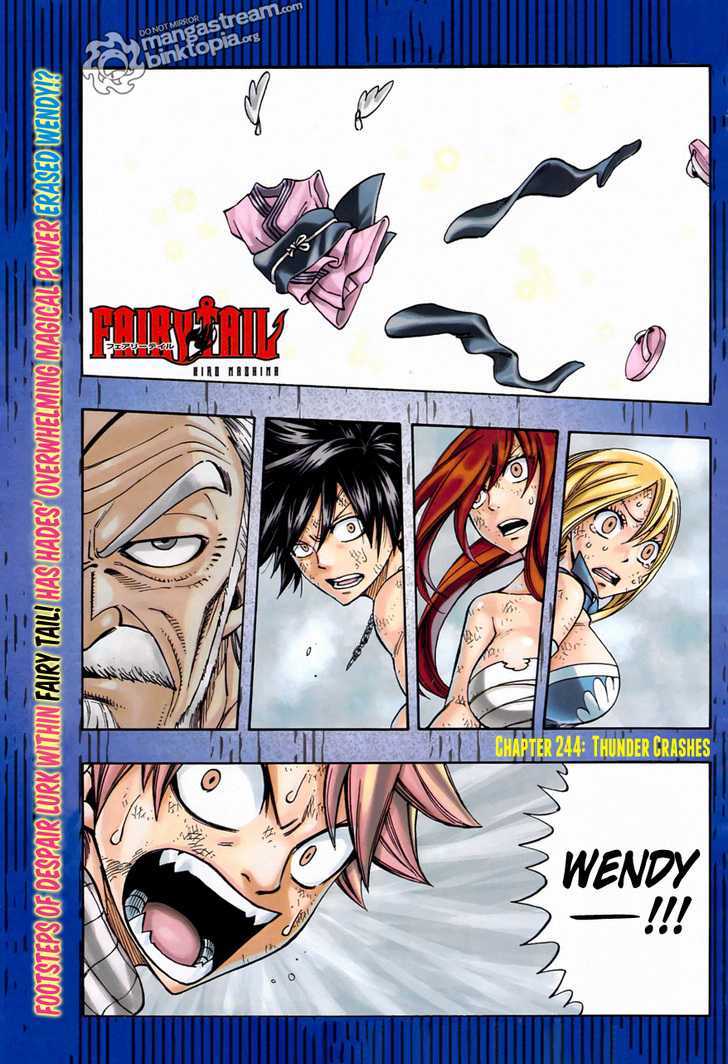 DO NOT MIRROR
mangastream.com
binktopia.org
FOOTSTEPS OF DESPAIR LURK WITHIN FAIRY TAIL! HAS HADES' OVERWHELMING MAGICAL POWER ERASED WENDY!?
FAIRY TAIL
フェアリーテイル
HIRO MASHIMA
CHAPTER 244: THUNDER CRASHES
WENDY
—!!!